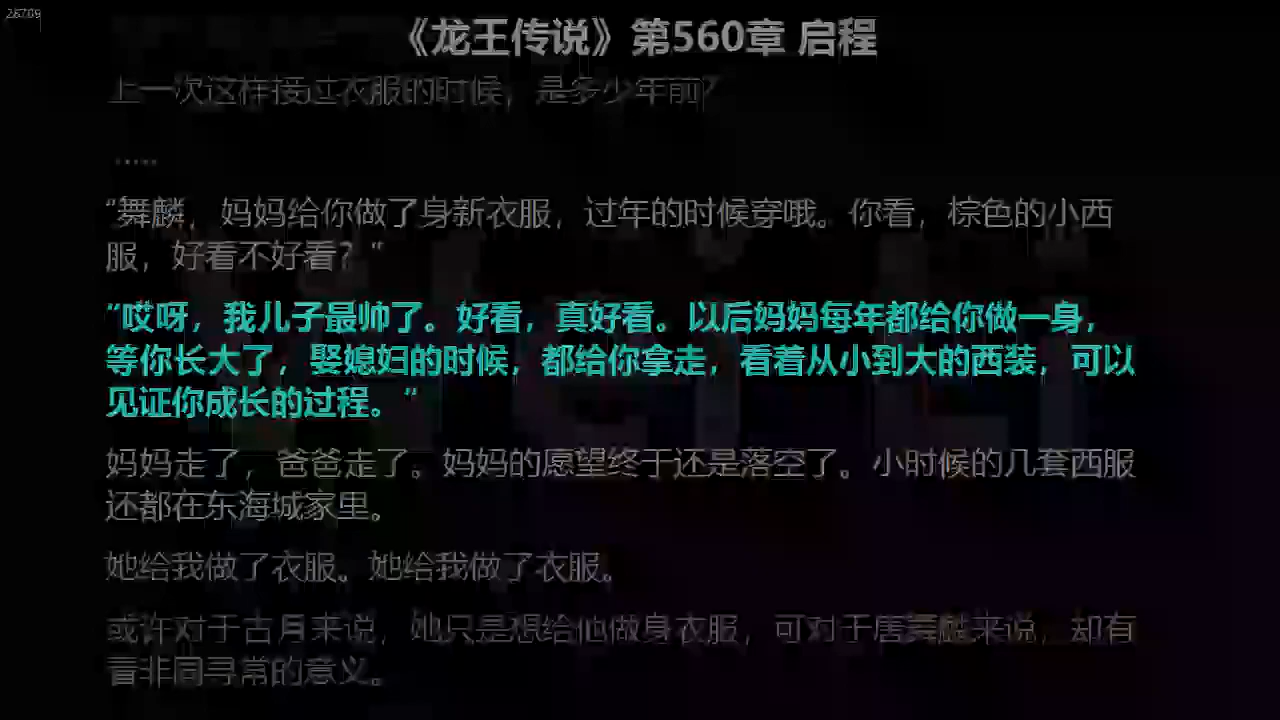 《龙王传说》第560章 启程
上一次这样接过衣服的时候，是多少年前？
……
“舞麟，妈妈给你做了身新衣服，过年的时候穿哦。你看，棕色的小西
服，好看不好看？”
“哎呀，我儿子最帅了。好看，真好看。以后妈妈每年都给你做一身，
等你长大了，娶媳妇的时候，都给你拿走，看着从小到大的西装，可以
见证你成长的过程。“
妈妈走了，爸爸走了。妈妈的愿望终于还是落空了。小时候的几套西服
还都在东海城家里。
她给我做了衣服。她给我做了衣服。
或许对于古月来说，她只是想给他做身衣服，可对于唐舞麟来说，却有
着非同寻常的意义。